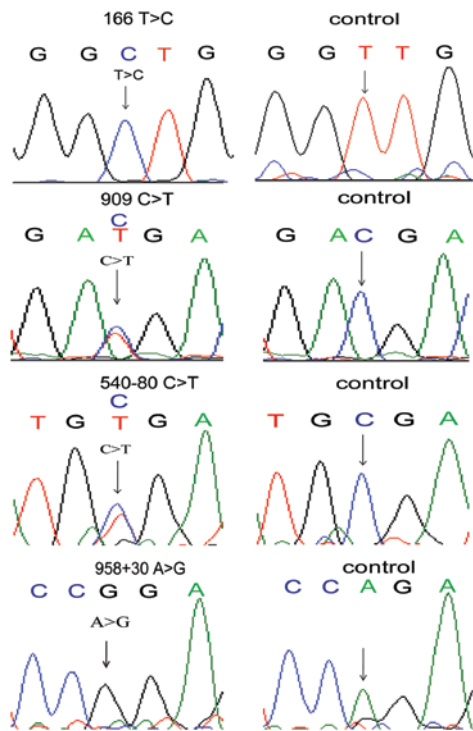 166 T>C control
G G C T G G G T T G
T>C
909 C>T control
C
G A T G A G A C G A
C>T
540-80 C>T control
C
T G T G A T G C G A
C>T
958+30 A>G control
C C G G A C C A G A
A>G